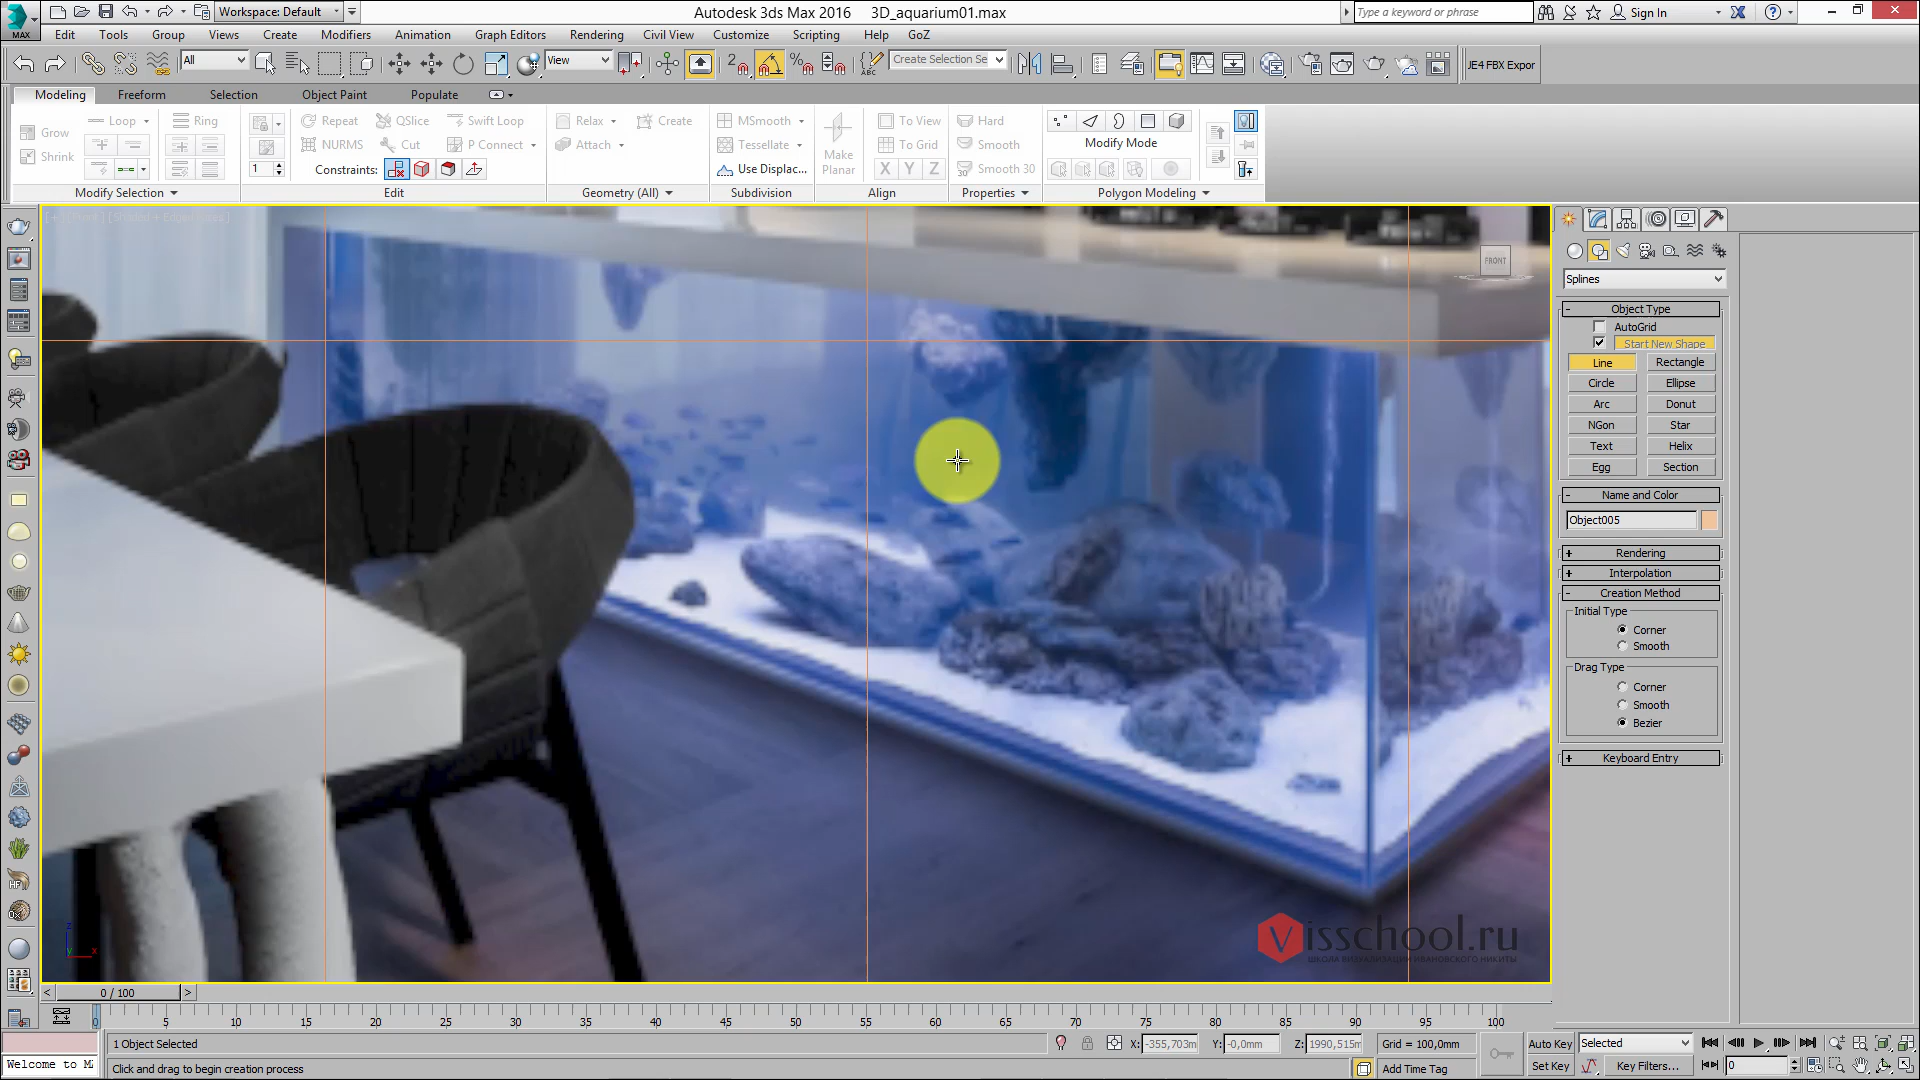 Workspace: Default
Autodesk 3ds Max 2016 3D_aquarium01.max
Type a keyword or phrase
Sign In
MAX
Edit Tools Group Views Create Modifiers Animation Graph Editors Rendering Civil View Customize Scripting Help GoZ
All
View
Create Selection Se
JE4 FBX Expor
Modeling Freeform Selection Object Paint Populate
Grow
Shrink
Loop
Ring
Modify Selection
1
Repeat QSlice Swift Loop
NURMS Cut P Connect
Constraints:
Edit
Relax Create
Attach
Geometry (All)
MSmooth
Tessellate
Use Displac...
Subdivision
Make Planar
To View
To Grid
X Y Z
Align
Hard
Smooth
Smooth 30
Properties
Modify Mode
Polygon Modeling
FRONT
Splines
Object Type
AutoGrid
Start New Shape
Line Rectangle
Circle Ellipse
Arc Donut
NGon Star
Text Helix
Egg Section
Name and Color
Object005
Rendering
Interpolation
Creation Method
Initial Type
Corner
Smooth
Drag Type
Corner
Smooth
Bezier
Keyboard Entry
Visschool.ru
ШКОЛА ВИЗУАЛИЗАЦИИ ИВАНОВСКОГО НИКИТЫ
0 / 100
0 5 10 15 20 25 30 35 40 45 50 55 60 65 70 75 80 85 90 95 100
1 Object Selected
X: -355,703m Y: -0,0mm Z: 1990,515m Grid = 100,0mm
Auto Key Selected
Welcome to M
Click and drag to begin creation process
Add Time Tag
Set Key Key Filters... 0